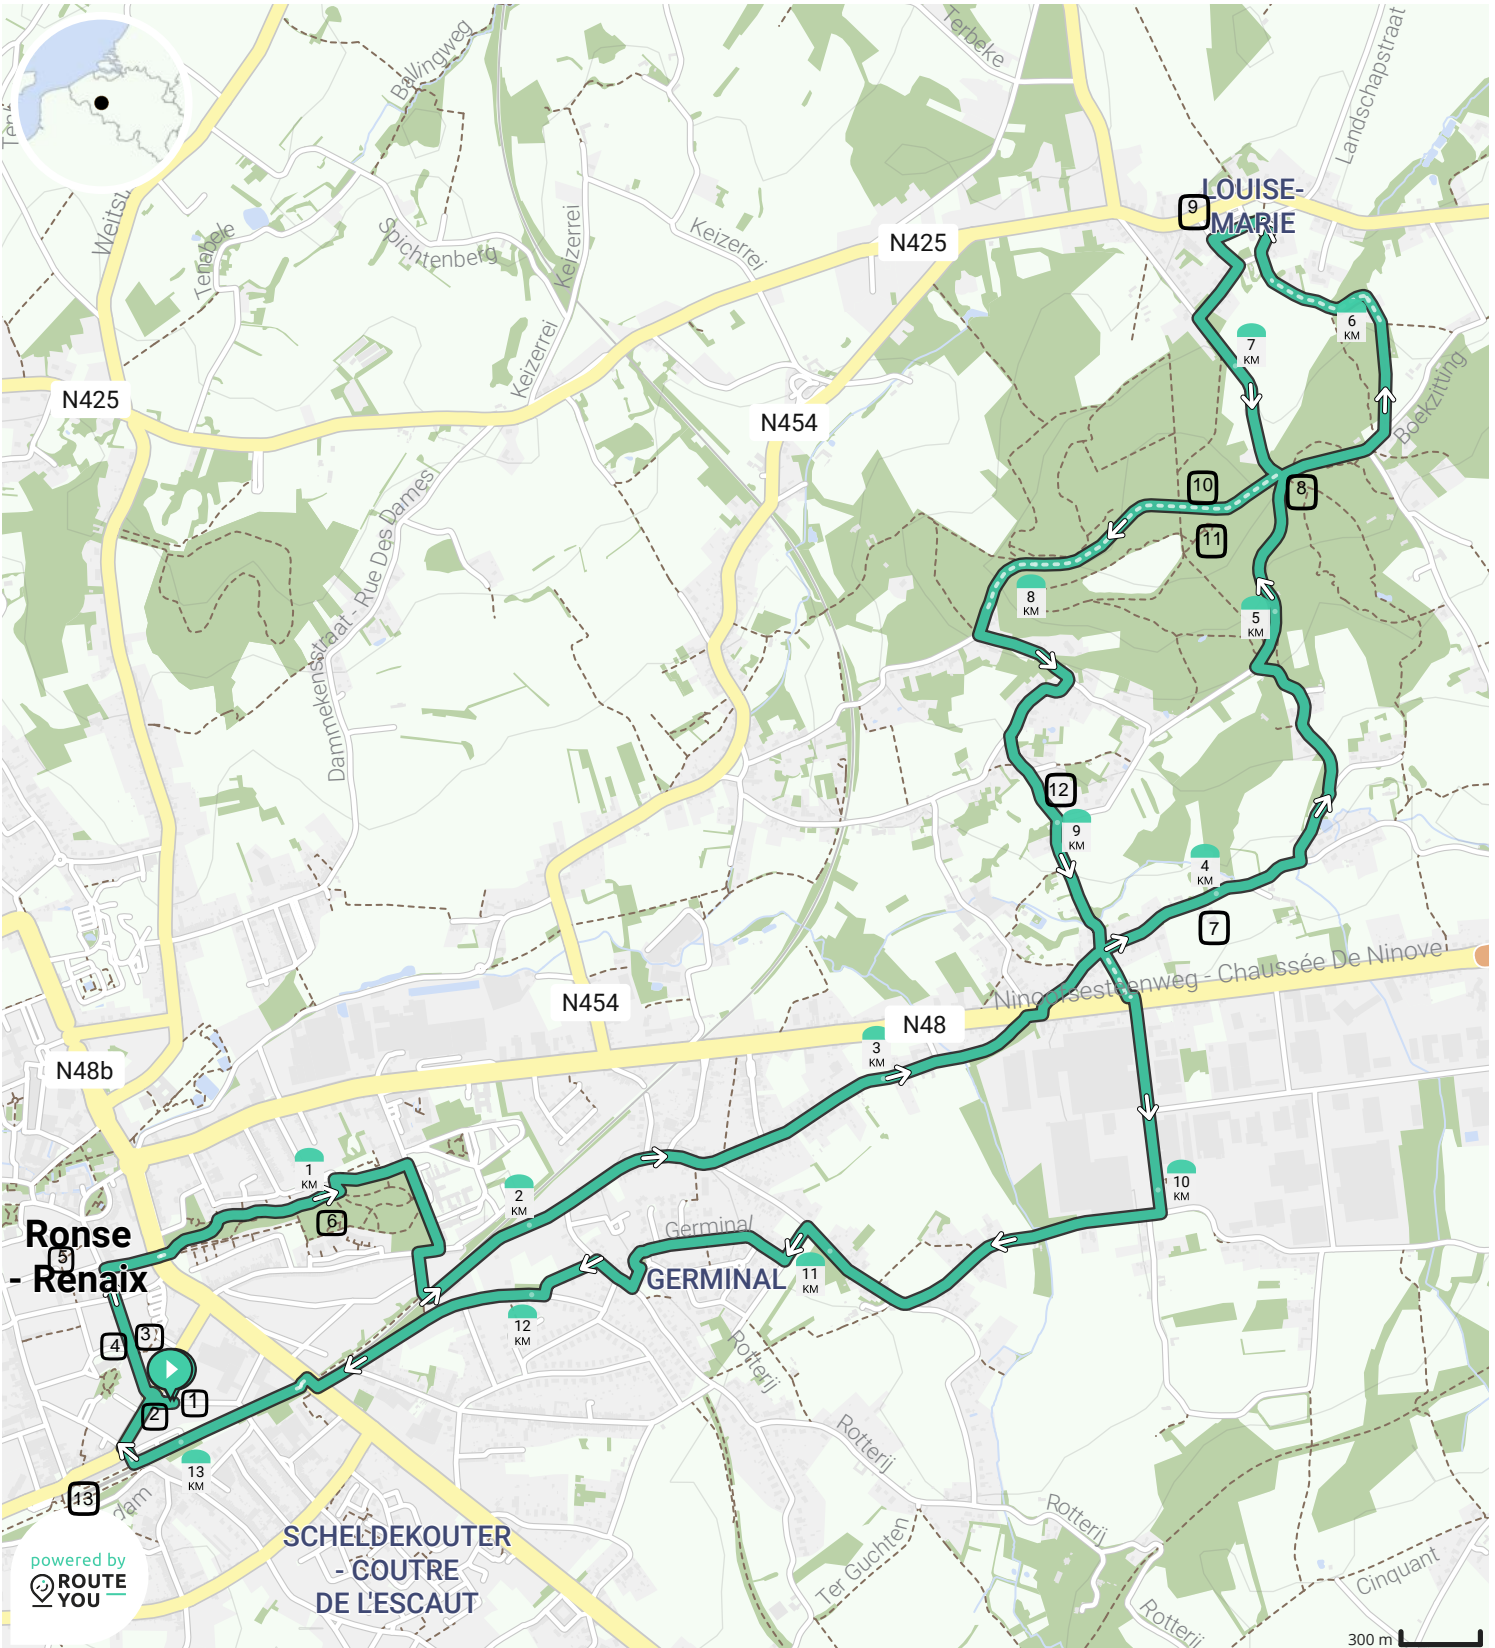 Ballingweg
Terbeke
Landschapstraat
Weitst
Tenabele
Spichtenberg
Keizerrei
Keizerrei
Keizerrei
LOUISE-
MARIE
9
N425
6
KM
7
KM
N425
N454
Boekzitting
10
8
11
Dammekensstraat - Rue Des Dames
8
KM
5
KM
12
9
KM
4
KM
7
Ninoofsesteenweg - Chaussée De Ninove
N454
N48
3
KM
N48b
1
KM
2
KM
10
KM
6
Ronse
- Renaix
5
Germinal
GERMINAL
11
KM
12
KM
4
3
1
2
Rotterij
Rotterij
13
KM
13
dam
SCHELDEKOUTER
- COUTRE
DE L'ESCAUT
Rotterij
Ter Guchten
Cinquant
Rotterij
powered by
ROUTE
YOU
300 m